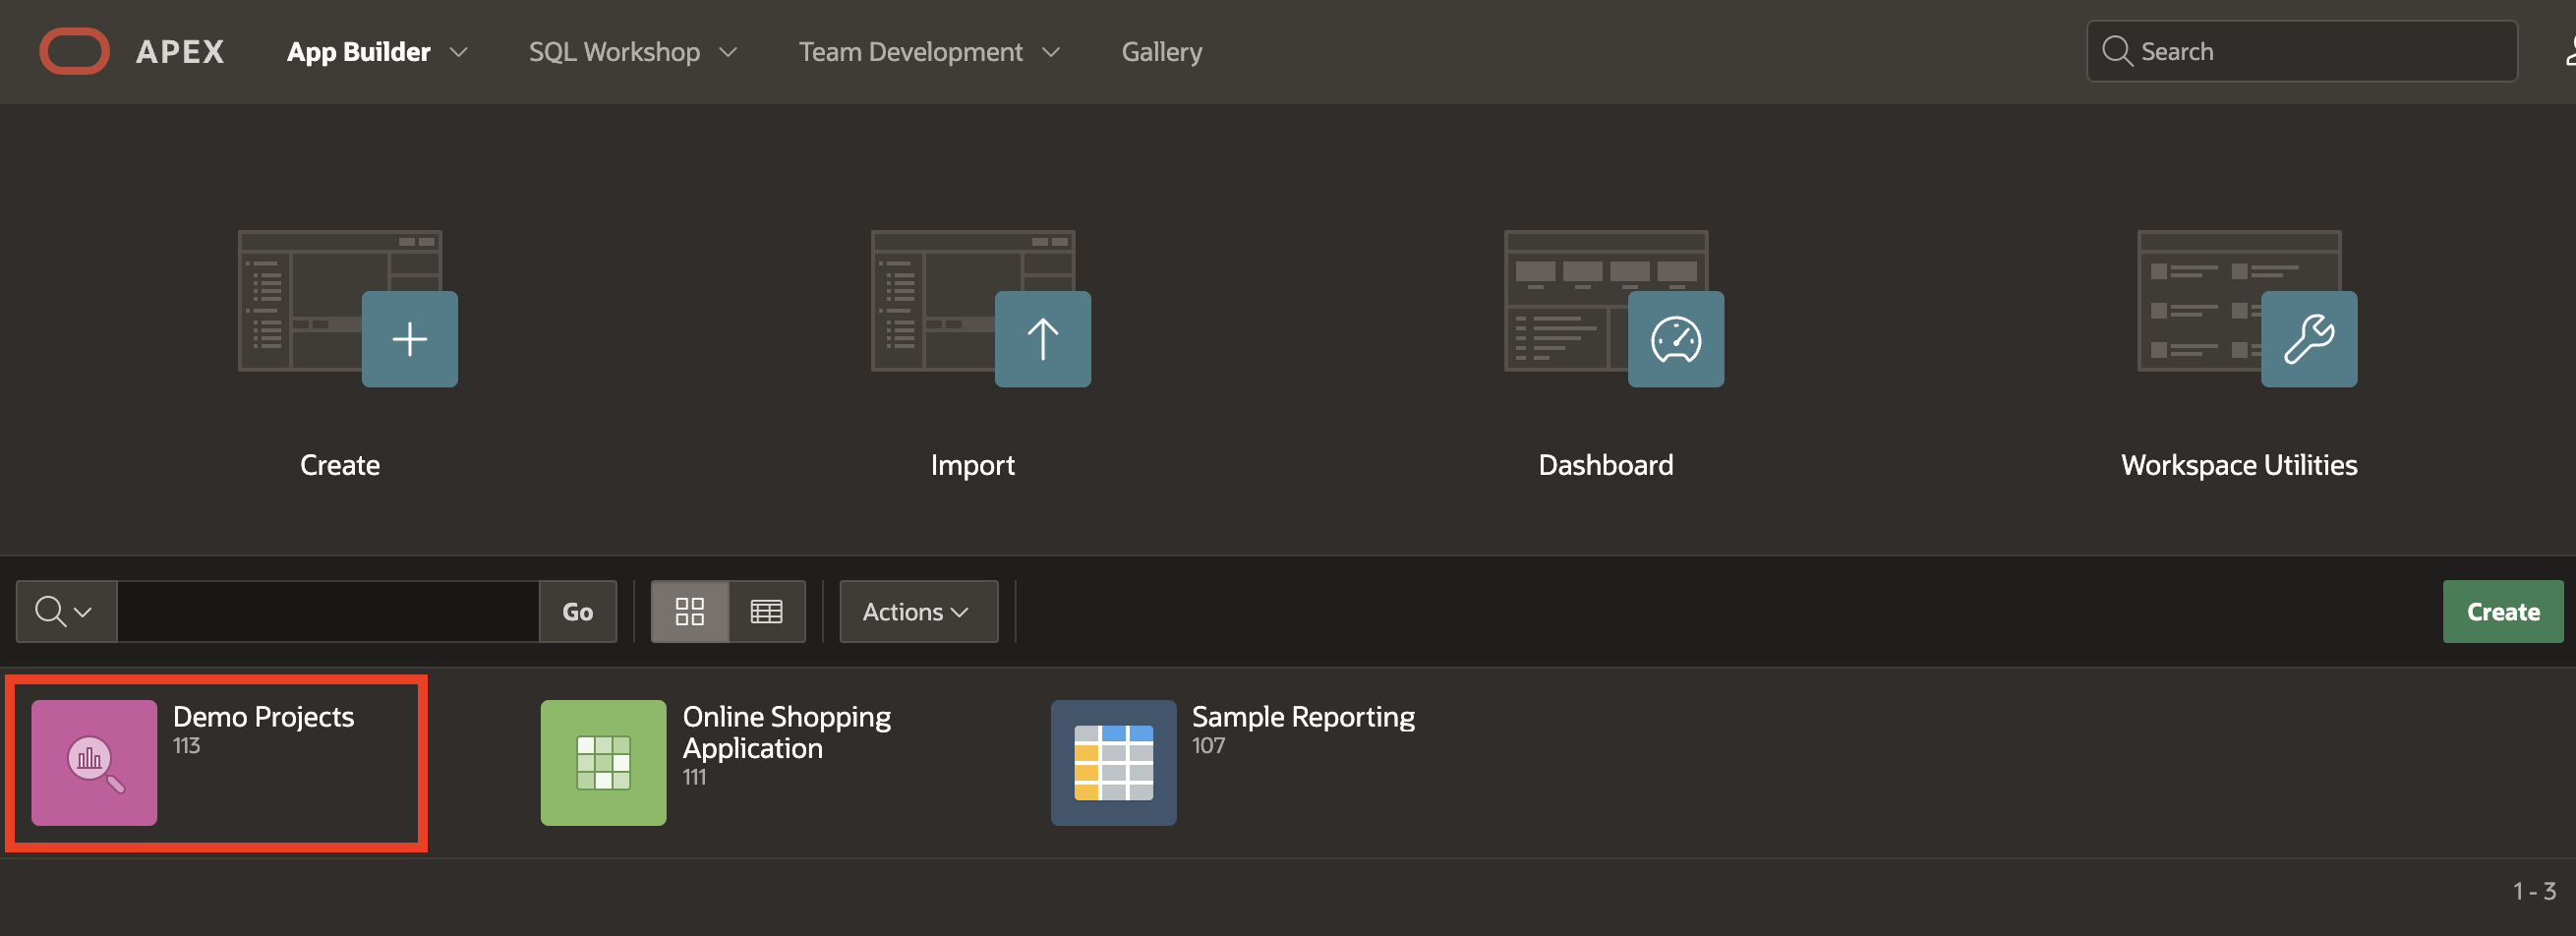 APEX App Builder SQL Workshop Team Development Gallery Search
Create Import Dashboard Workspace Utilities
Go Actions Create
Demo Projects
113
Online Shopping
Application
111
Sample Reporting
107
1 - 3